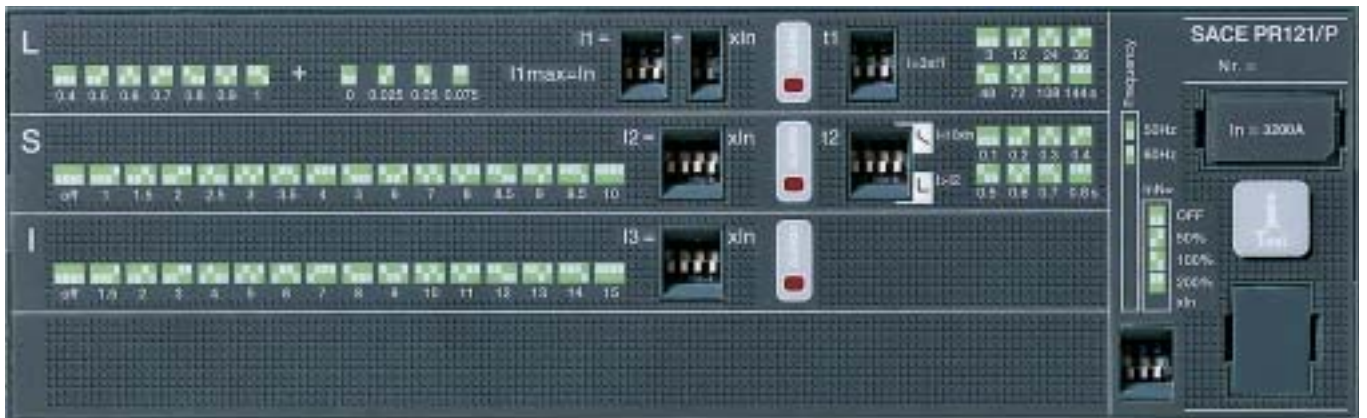 L
I1 = + xIn
t1
I1max=In
0.4 0.5 0.6 0.7 0.8 0.9 1 + 0 0.025 0.05 0.075
3 12 24 36
48 72 108 144s
S
I2 = xIn
t2
off 1 1.5 2 2.5 3 3.5 4 5 6 7 8 8.5 9 9.5 10
0.1 0.2 0.3 0.4
0.5 0.6 0.7 0.8s
I
I3 = xIn
off 1.5 2 3 4 5 6 7 8 9 10 11 12 13 14 15
Frequency
50Hz
60Hz
InN=
OFF
50%
100%
200%
xIn
SACE PR121/P
Nr. =
In = 3200A
i
Test